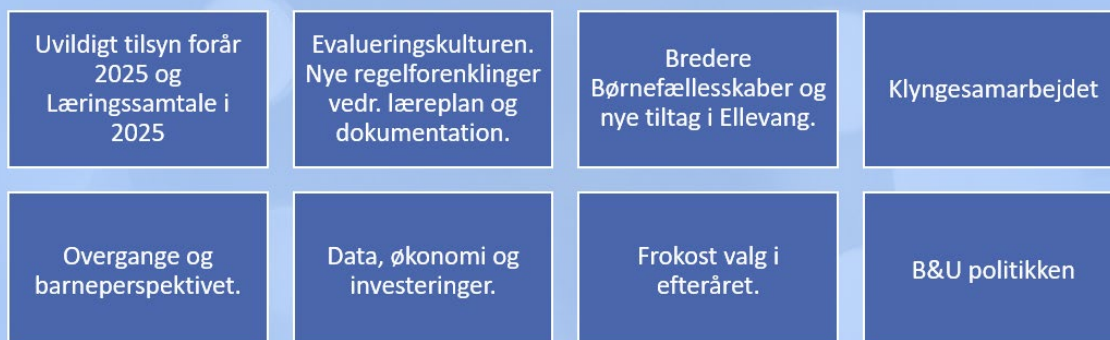 Uvildigt tilsyn forår
2025 og
Læringssamtale i
2025
Evalueringskulturen.
Nye regelforenklinger
vedr. læreplan og
dokumentation.
Bredere
Børnefællesskaber og
nye tiltag i Ellevang.
Klyngesamarbejdet
Overgange og
barneperspektivet.
Data, økonomi og
investeringer.
Frokost valg i
efteråret.
B&U politikken